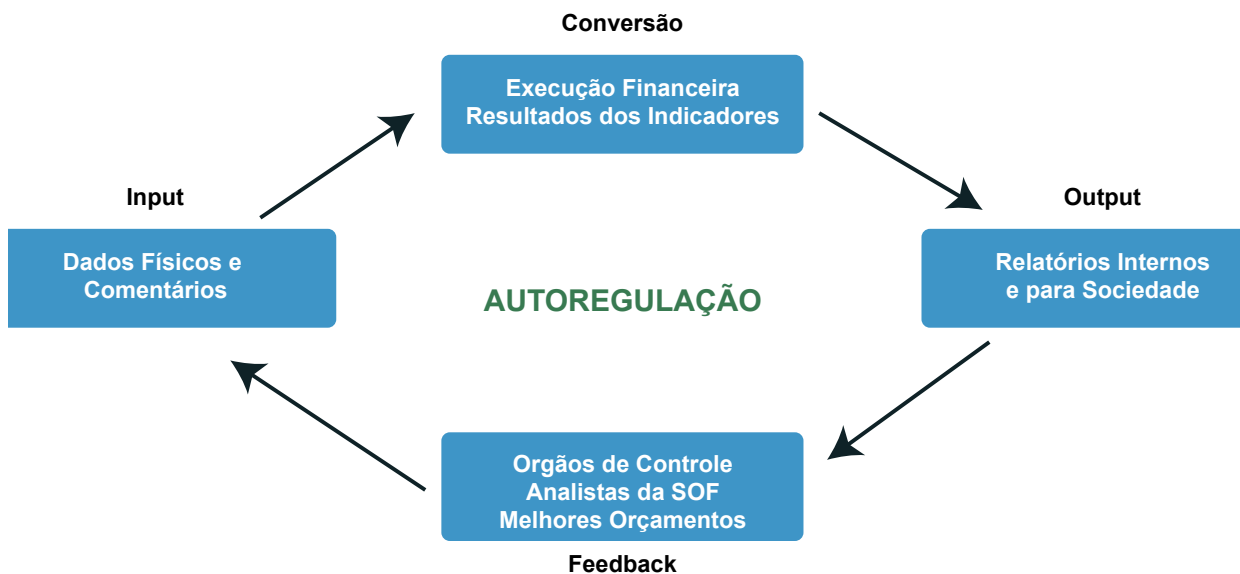 Conversão
Execução Financeira
Resultados dos Indicadores
Input
Dados Físicos e
Comentários
Output
Relatórios Internos
e para Sociedade
AUTOREGULAÇÃO
Orgãos de Controle
Analistas da SOF
Melhores Orçamentos
Feedback